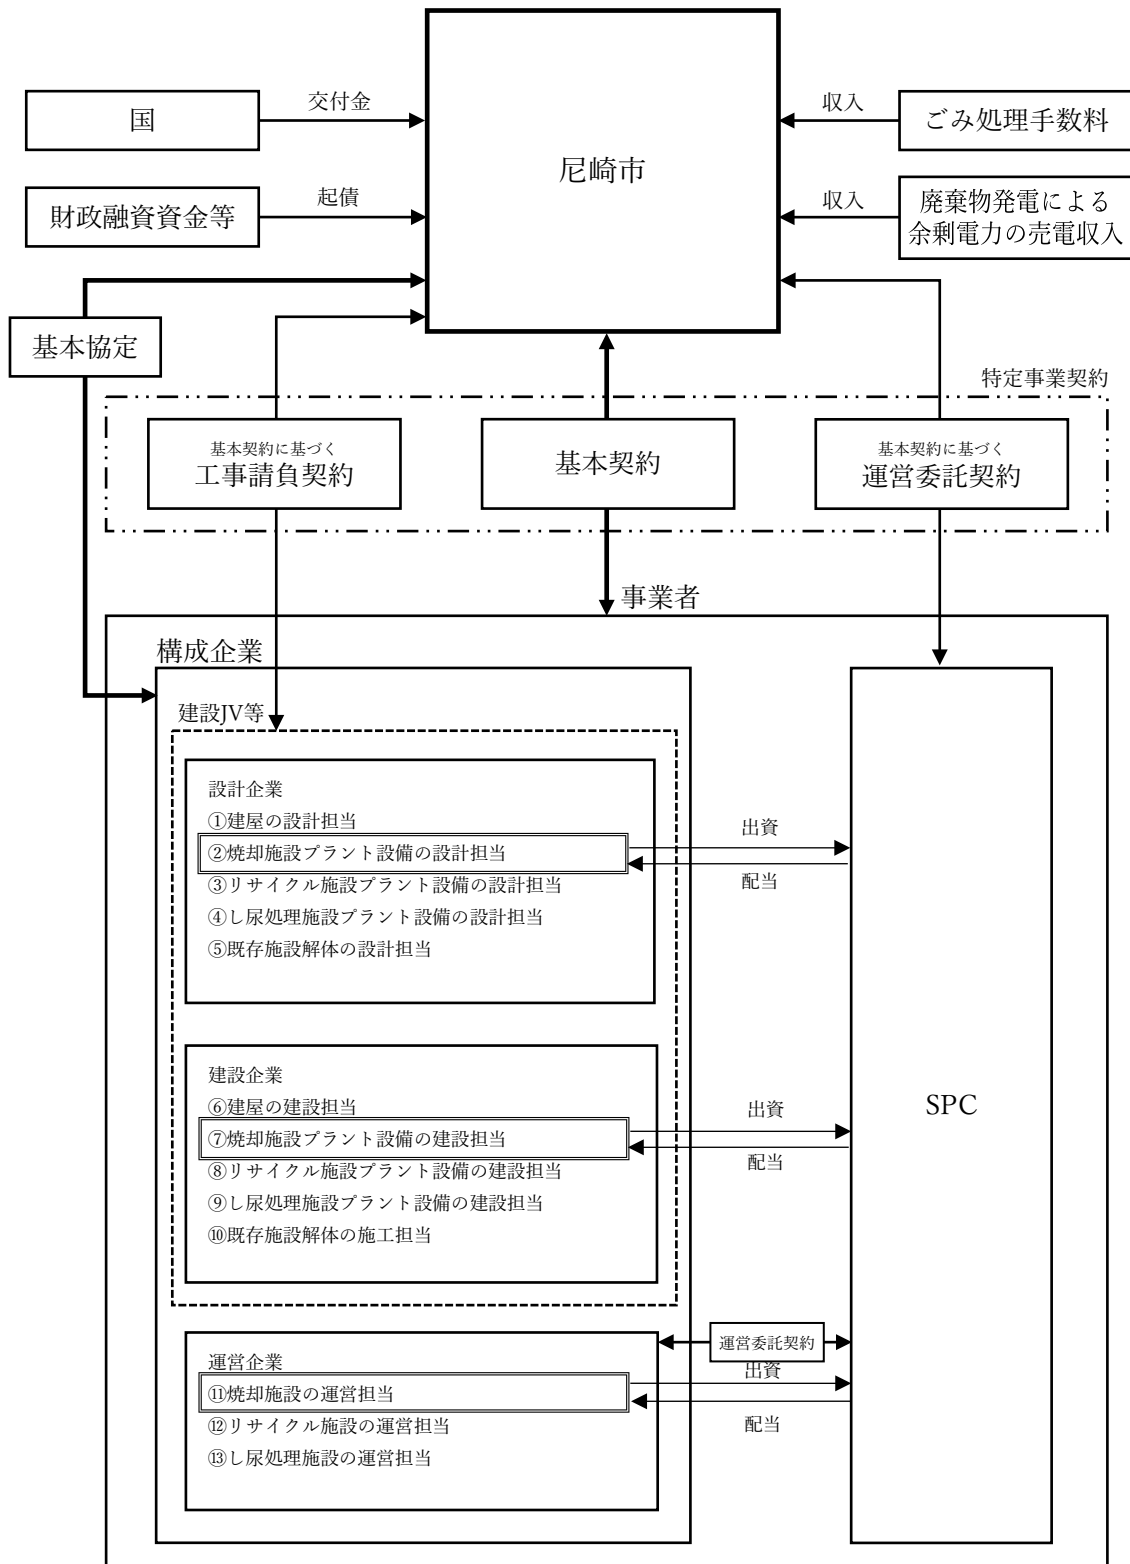 国
交付金
財政融資資金等
起債
尼崎市
収入
ごみ処理手数料
収入
廃棄物発電による
余剰電力の売電収入
基本協定
特定事業契約
基本契約に基づく
工事請負契約
基本契約
基本契約に基づく
運営委託契約
事業者
構成企業
建設JV等
設計企業
①建屋の設計担当
②焼却施設プラント設備の設計担当
③リサイクル施設プラント設備の設計担当
④し尿処理施設プラント設備の設計担当
⑤既存施設解体の設計担当
出資
配当
建設企業
⑥建屋の建設担当
⑦焼却施設プラント設備の建設担当
⑧リサイクル施設プラント設備の建設担当
⑨し尿処理施設プラント設備の建設担当
⑩既存施設解体の施工担当
出資
配当
SPC
運営企業
⑪焼却施設の運営担当
⑫リサイクル施設の運営担当
⑬し尿処理施設の運営担当
運営委託契約
出資
配当